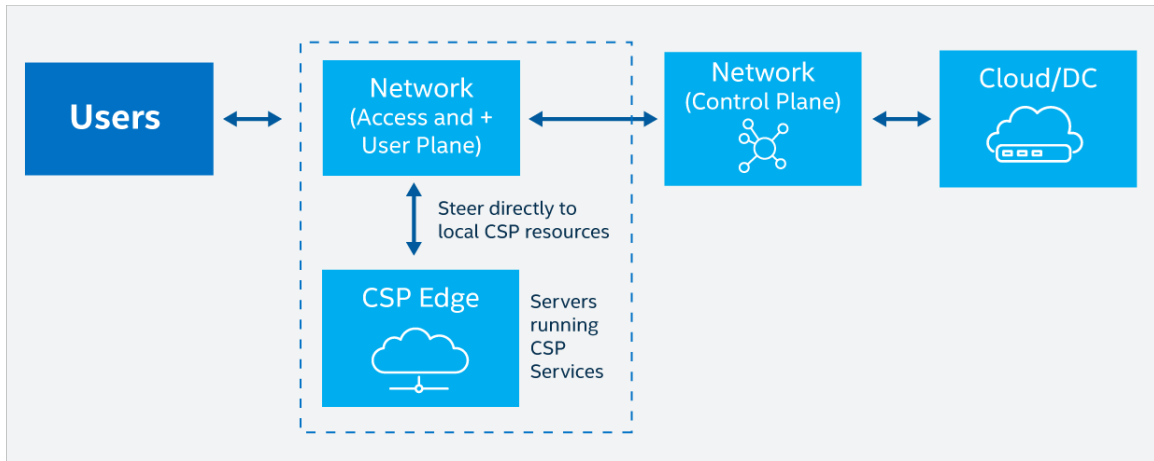 Users
Network
(Access and +
User Plane)
Steer directly to
local CSP resources
CSP Edge
Servers
running
CSP
Services
Network
(Control Plane)
Cloud/DC